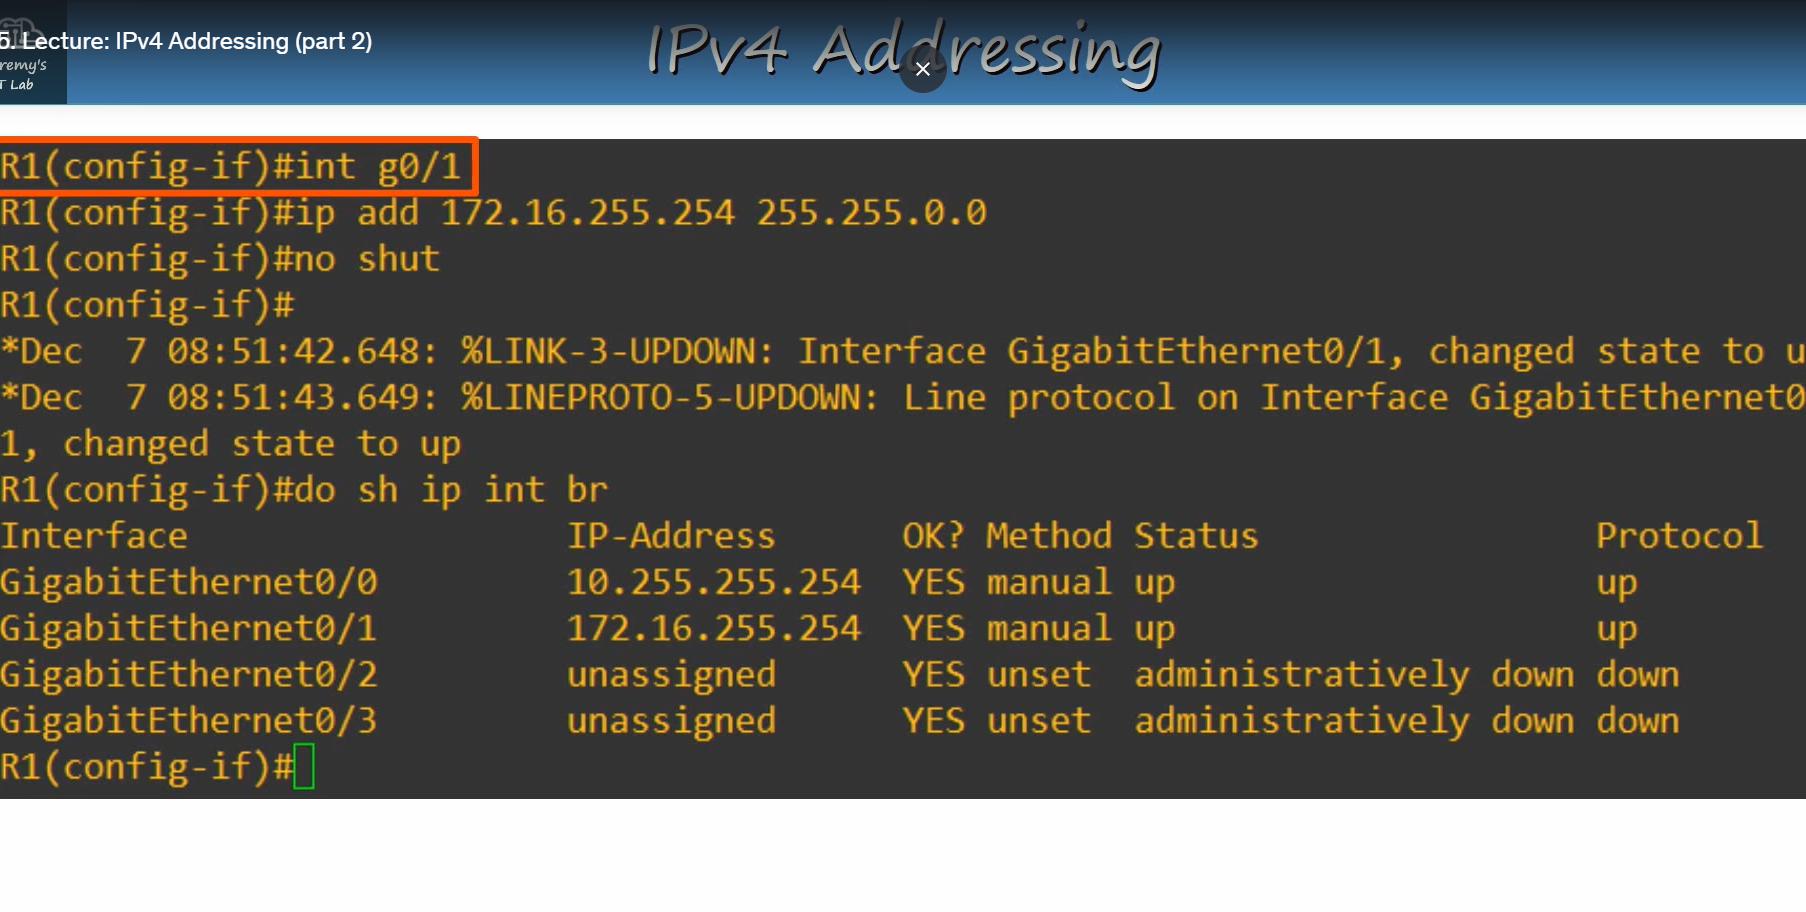 5. Lecture: IPv4 Addressing (part 2)
IPv4 Addressing
remy's
T Lab
R1(config-if)#int g0/1
R1(config-if)#ip add 172.16.255.254 255.255.0.0
R1(config-if)#no shut
R1(config-if)#
*Dec  7 08:51:42.648: %LINK-3-UPDOWN: Interface GigabitEthernet0/1, changed state to u
*Dec  7 08:51:43.649: %LINEPROTO-5-UPDOWN: Line protocol on Interface GigabitEthernet0
1, changed state to up
R1(config-if)#do sh ip int br
Interface                  IP-Address      OK? Method Status                Protocol
GigabitEthernet0/0         10.255.255.254  YES manual up                    up
GigabitEthernet0/1         172.16.255.254  YES manual up                    up
GigabitEthernet0/2         unassigned      YES unset  administratively down down
GigabitEthernet0/3         unassigned      YES unset  administratively down down
R1(config-if)#